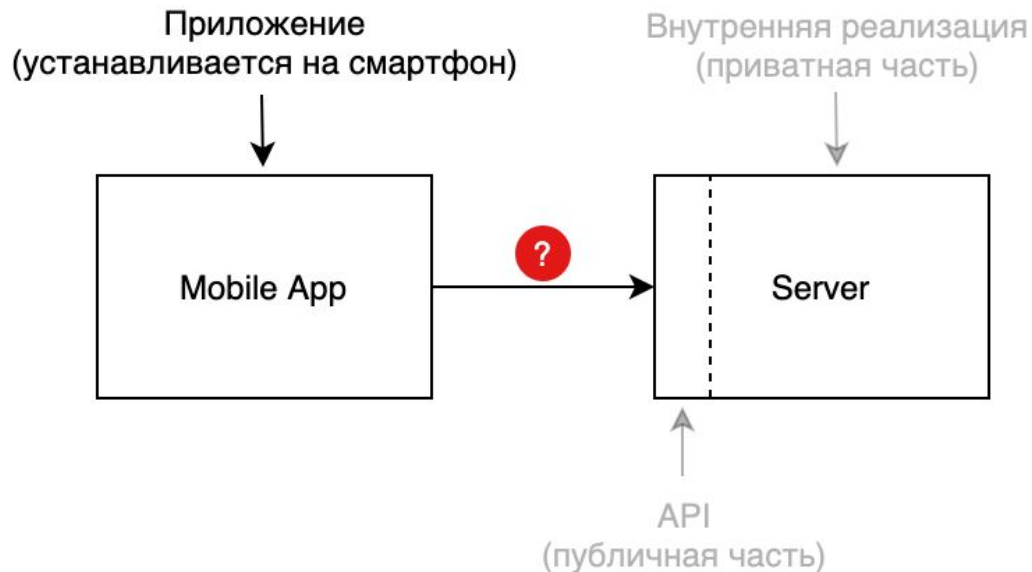 Приложение
(устанавливается на смартфон)
Внутренняя реализация
(приватная часть)
?
Mobile App
Server
API
(публичная часть)